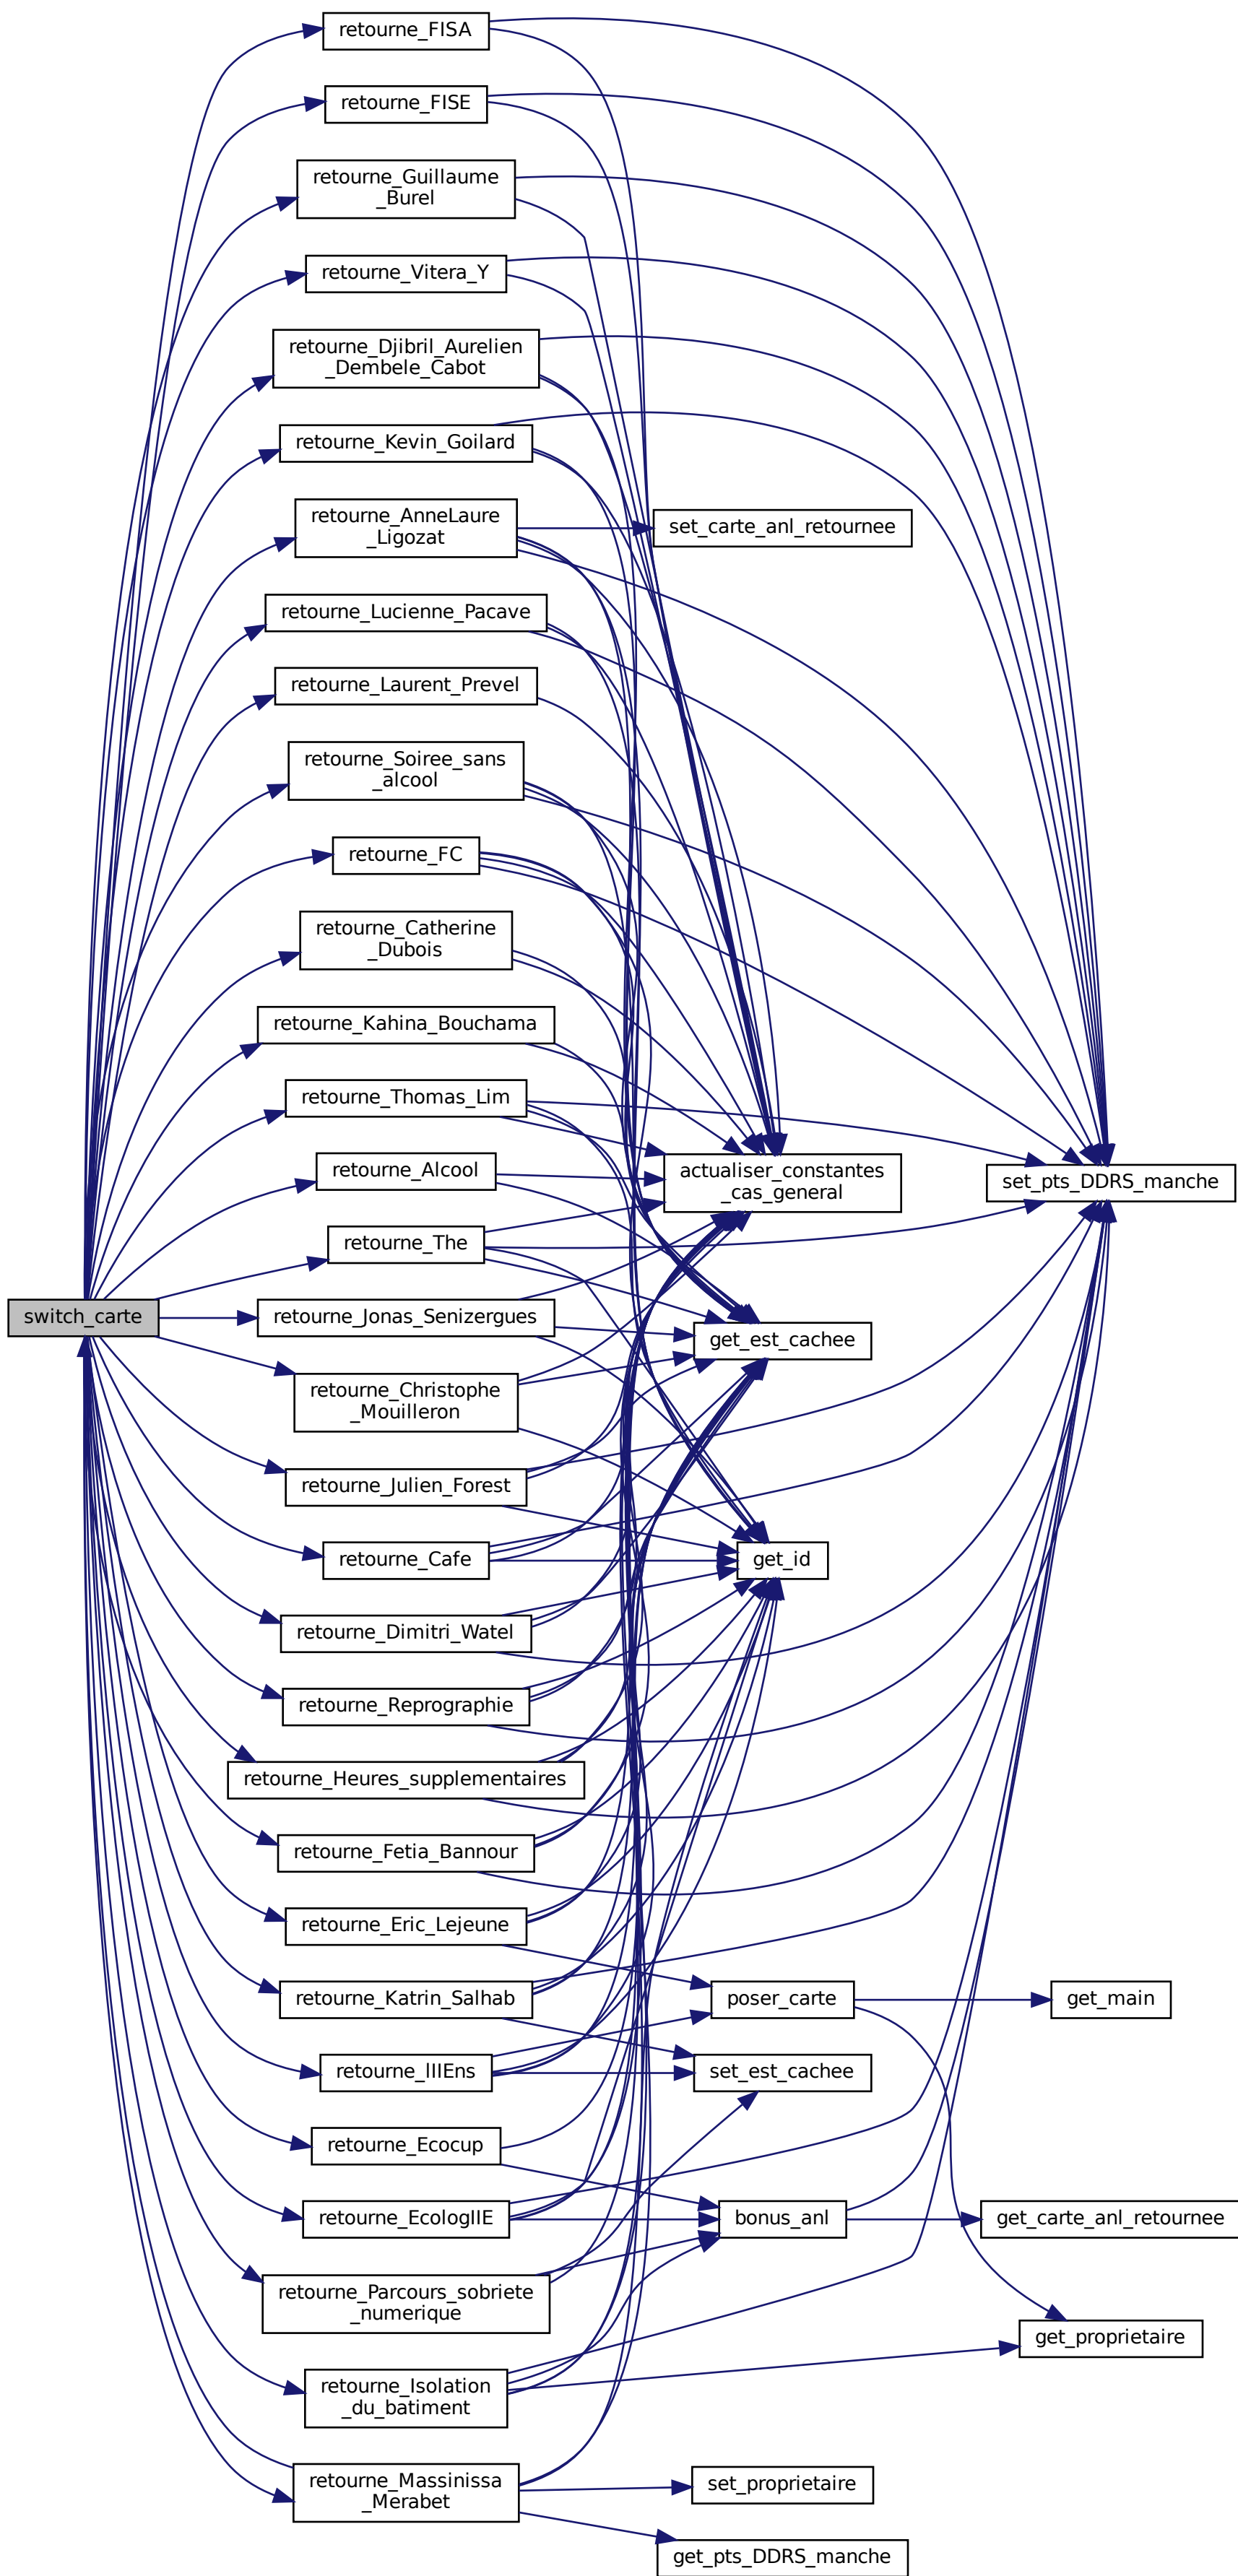 switch_carte
retourne_FISA
retourne_FISE
retourne_Guillaume
_Burel
retourne_Vitera_Y
retourne_Djibril_Aurelien
_Dembele_Cabot
retourne_Kevin_Goilard
retourne_AnneLaure
_Ligozat
retourne_Lucienne_Pacave
retourne_Laurent_Prevel
retourne_Soiree_sans
_alcool
retourne_FC
retourne_Catherine
_Dubois
retourne_Kahina_Bouchama
retourne_Thomas_Lim
retourne_Alcool
retourne_The
retourne_Jonas_Senizergues
retourne_Christophe
_Mouilleron
retourne_Julien_Forest
retourne_Cafe
retourne_Dimitri_Watel
retourne_Reprographie
retourne_Heures_supplementaires
retourne_Fetia_Bannour
retourne_Eric_Lejeune
retourne_Katrin_Salhab
retourne_lIIEns
retourne_Ecocup
retourne_EcologIIE
retourne_Parcours_sobriete
_numerique
retourne_Isolation
_du_batiment
retourne_Massinissa
_Merabet
set_carte_anl_retournee
actualiser_constantes
_cas_general
get_est_cachee
get_id
poser_carte
set_est_cachee
bonus_anl
set_proprietaire
get_pts_DDRS_manche
set_pts_DDRS_manche
get_main
get_carte_anl_retournee
get_proprietaire